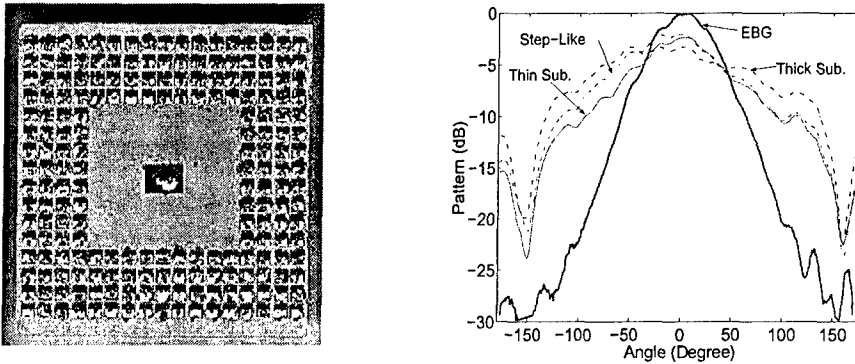 0
EBG
Step-Like
-5
Thin Sub.
Thick Sub.
-10
Pattern (dB)
-15
-20
-25
-30
-150
-100
-50
0
50
100
150
Angle (Degree)